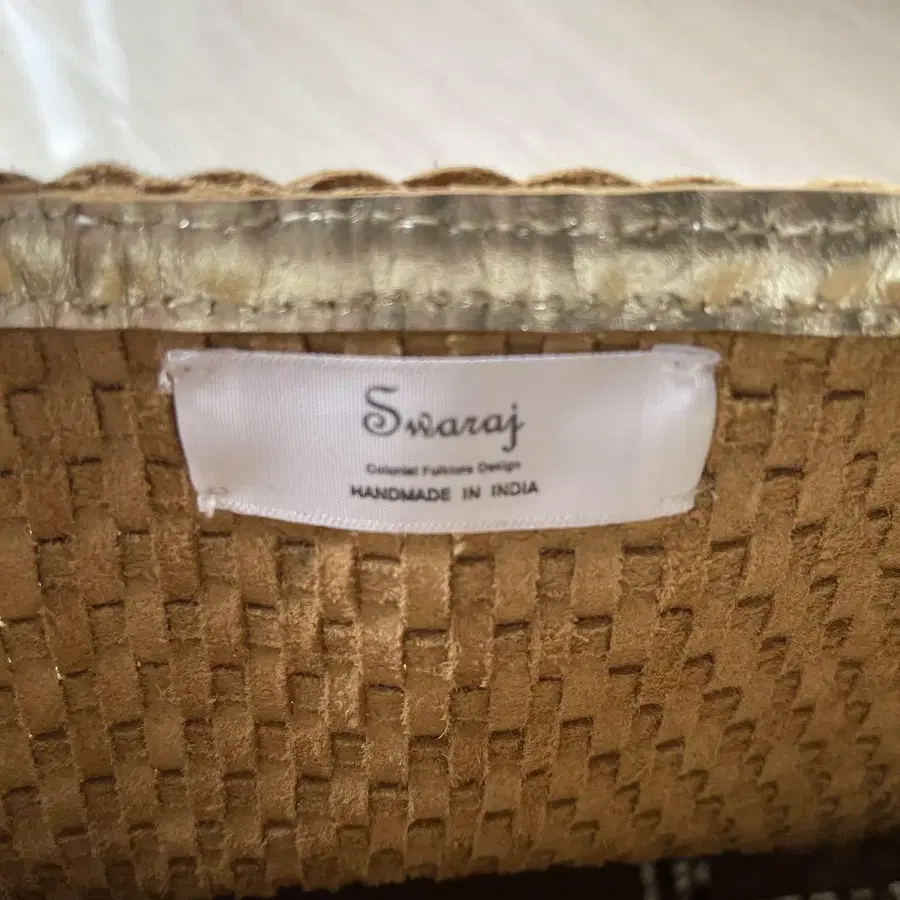 Swaraj
Colonial Folklore Design
HANDMADE IN INDIA